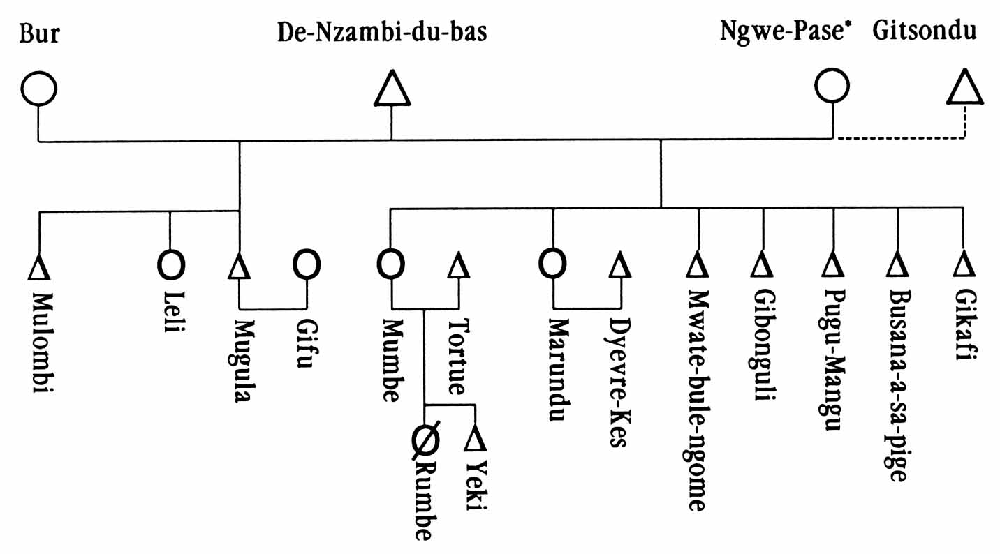 Bur
De-Nzambi-du-bas
Ngwe-Pase*
Gitsondu
Mulombi
Leli
Mugula
Gifu
Mumbe
Tortue
Marundu
Dyevre-Kes
Mwate-bule-ngome
Gibonguli
Pugu-Mangu
Busana-a-sa-pige
Gikafi
Rumbe
Yeki